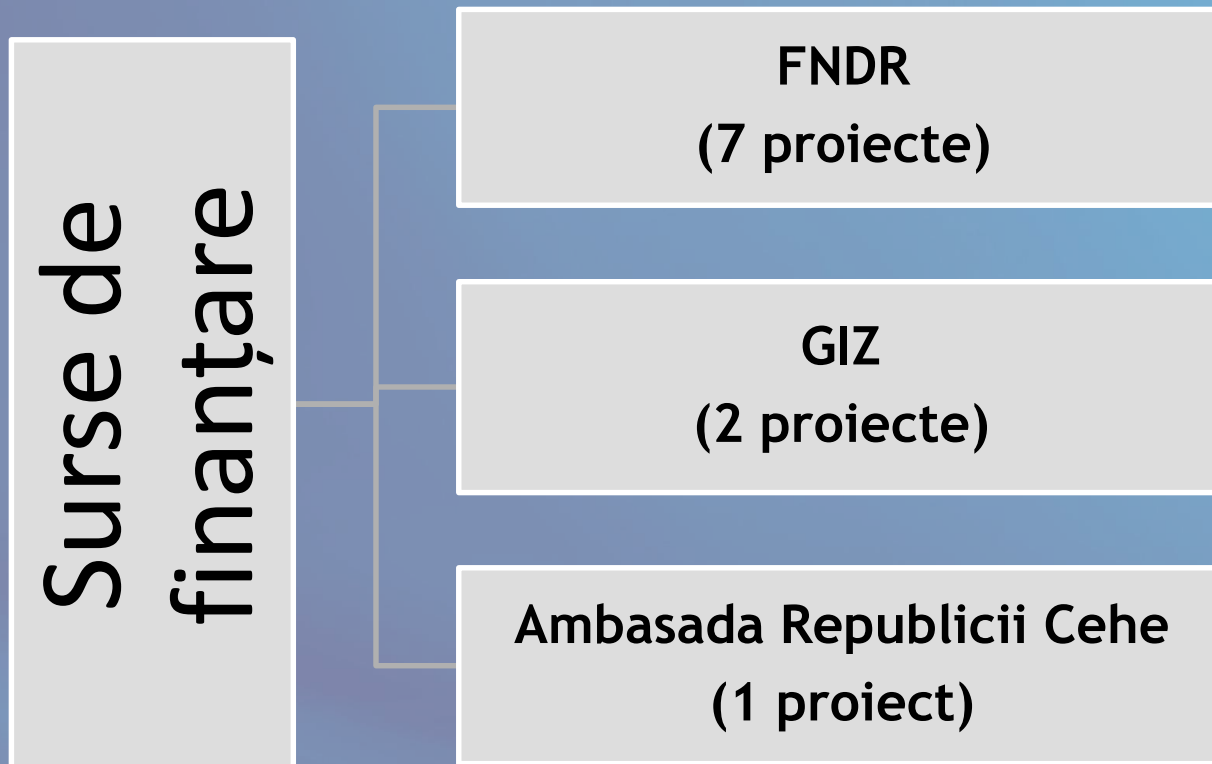 Surse de
finanțare
FNDR
(7 proiecte)
GIZ
(2 proiecte)
Ambasada Republicii Cehe
(1 proiect)